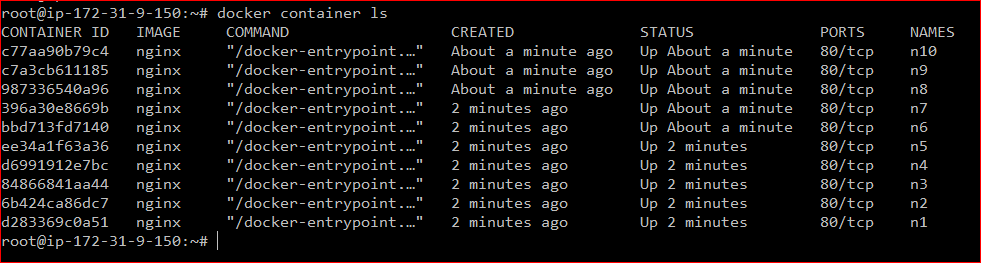 root@ip-172-31-9-150:~# docker container ls
CONTAINER ID   IMAGE   COMMAND                  CREATED              STATUS              PORTS    NAMES
c77aa90b79c4   nginx   "/docker-entrypoint.…"   About a minute ago   Up About a minute   80/tcp   n10
c7a3cb611185   nginx   "/docker-entrypoint.…"   About a minute ago   Up About a minute   80/tcp   n9
987336540a96   nginx   "/docker-entrypoint.…"   About a minute ago   Up About a minute   80/tcp   n8
396a30e8669b   nginx   "/docker-entrypoint.…"   2 minutes ago        Up About a minute   80/tcp   n7
bbd713fd7140   nginx   "/docker-entrypoint.…"   2 minutes ago        Up About a minute   80/tcp   n6
ee34a1f63a36   nginx   "/docker-entrypoint.…"   2 minutes ago        Up 2 minutes        80/tcp   n5
d6991912e7bc   nginx   "/docker-entrypoint.…"   2 minutes ago        Up 2 minutes        80/tcp   n4
84866841aa44   nginx   "/docker-entrypoint.…"   2 minutes ago        Up 2 minutes        80/tcp   n3
6b424ca86dc7   nginx   "/docker-entrypoint.…"   2 minutes ago        Up 2 minutes        80/tcp   n2
d283369c0a51   nginx   "/docker-entrypoint.…"   2 minutes ago        Up 2 minutes        80/tcp   n1
root@ip-172-31-9-150:~#